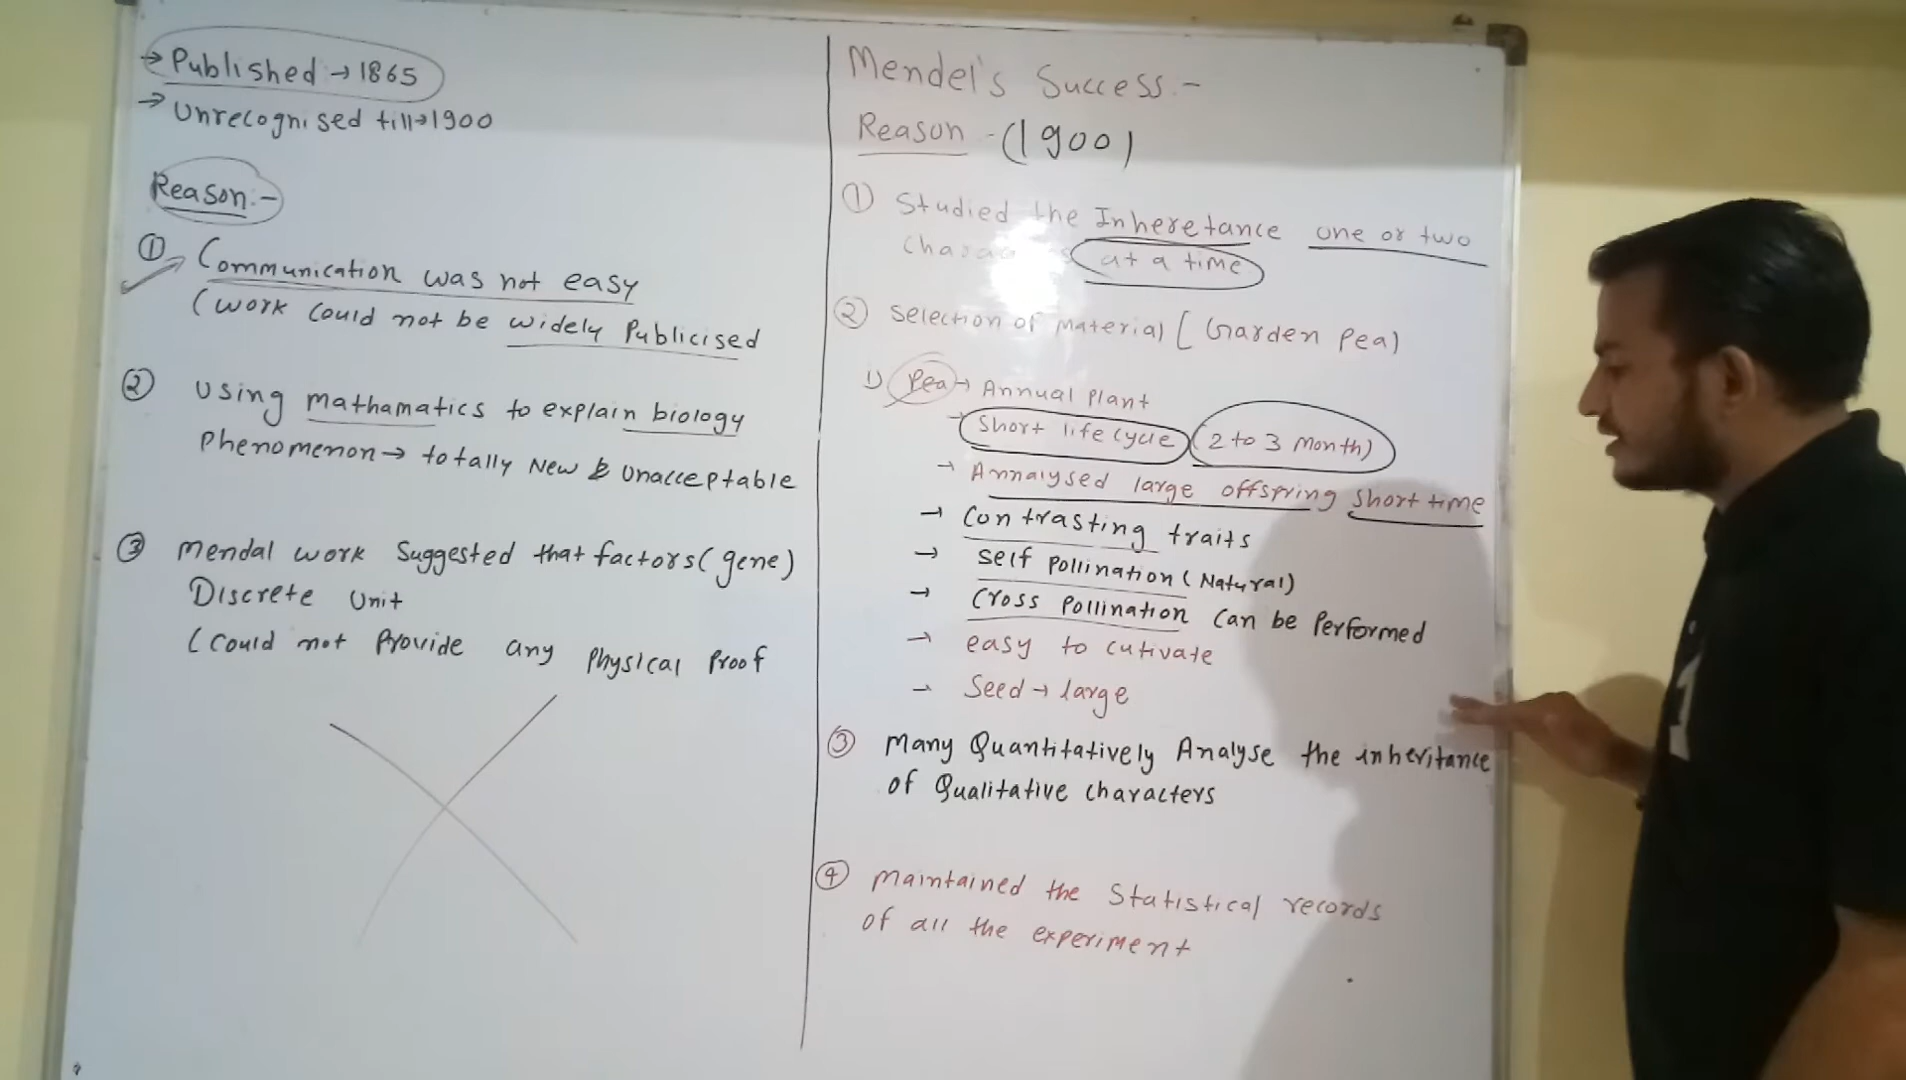 → Published → 1865
→ Unrecognised till→1900
Reason:-
① Communication was not easy
(work could not be widely Publicised
② Using mathamatics to explain biology
Phenomenon → totally New & Unacceptable
③ mendal work Suggested that factors (gene)
Discrete Unit
(Could not Provide any Physical Proof
Mendel's Success:-
Reason - (1900)
① Studied the Inheretance one or two
at a time
② Selection of material [Garden Pea)
1) Pea → Annual Plant
→ Short life Cycle (2 to 3 Month)
→ Annalysed large offspring Short time
→ Contrasting traits
→ Self Pollination (Natural)
→ Cross Pollination Can be Performed
→ easy to cutivate
→ Seed → large
③ Many Quantitatively Analyse the inheritance
of Qualitative characters
④ Maintained the Statistical records
of all the experiment